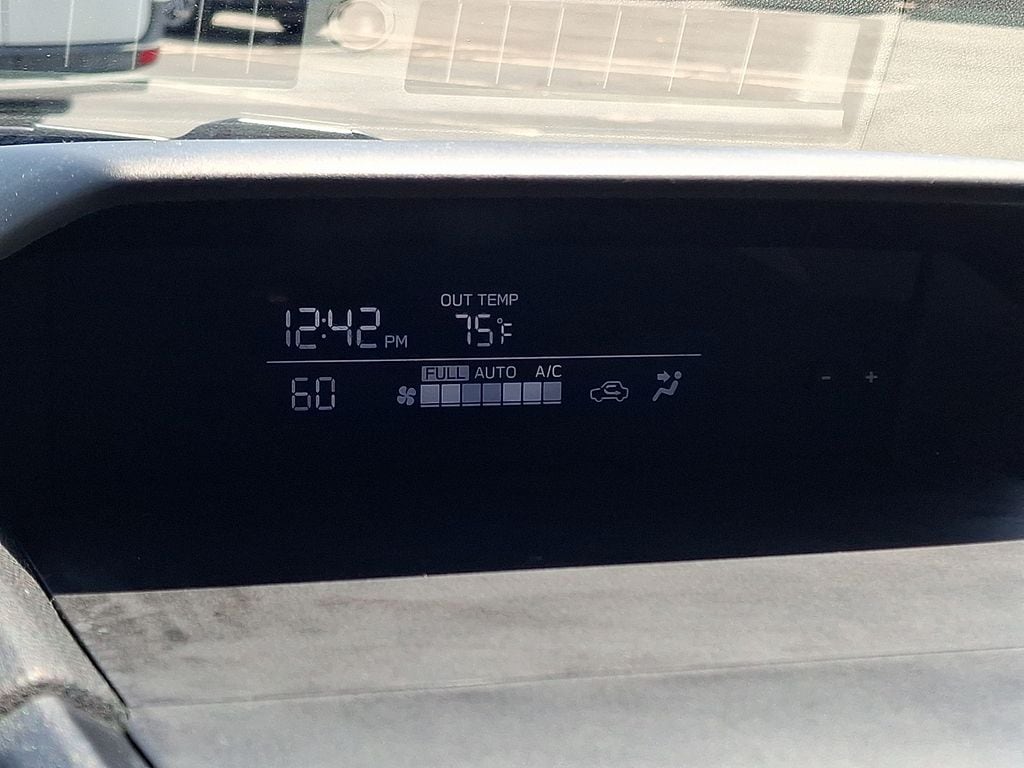 OUT TEMP
12:42 PM 75°F
FULL AUTO A/C
60
- +